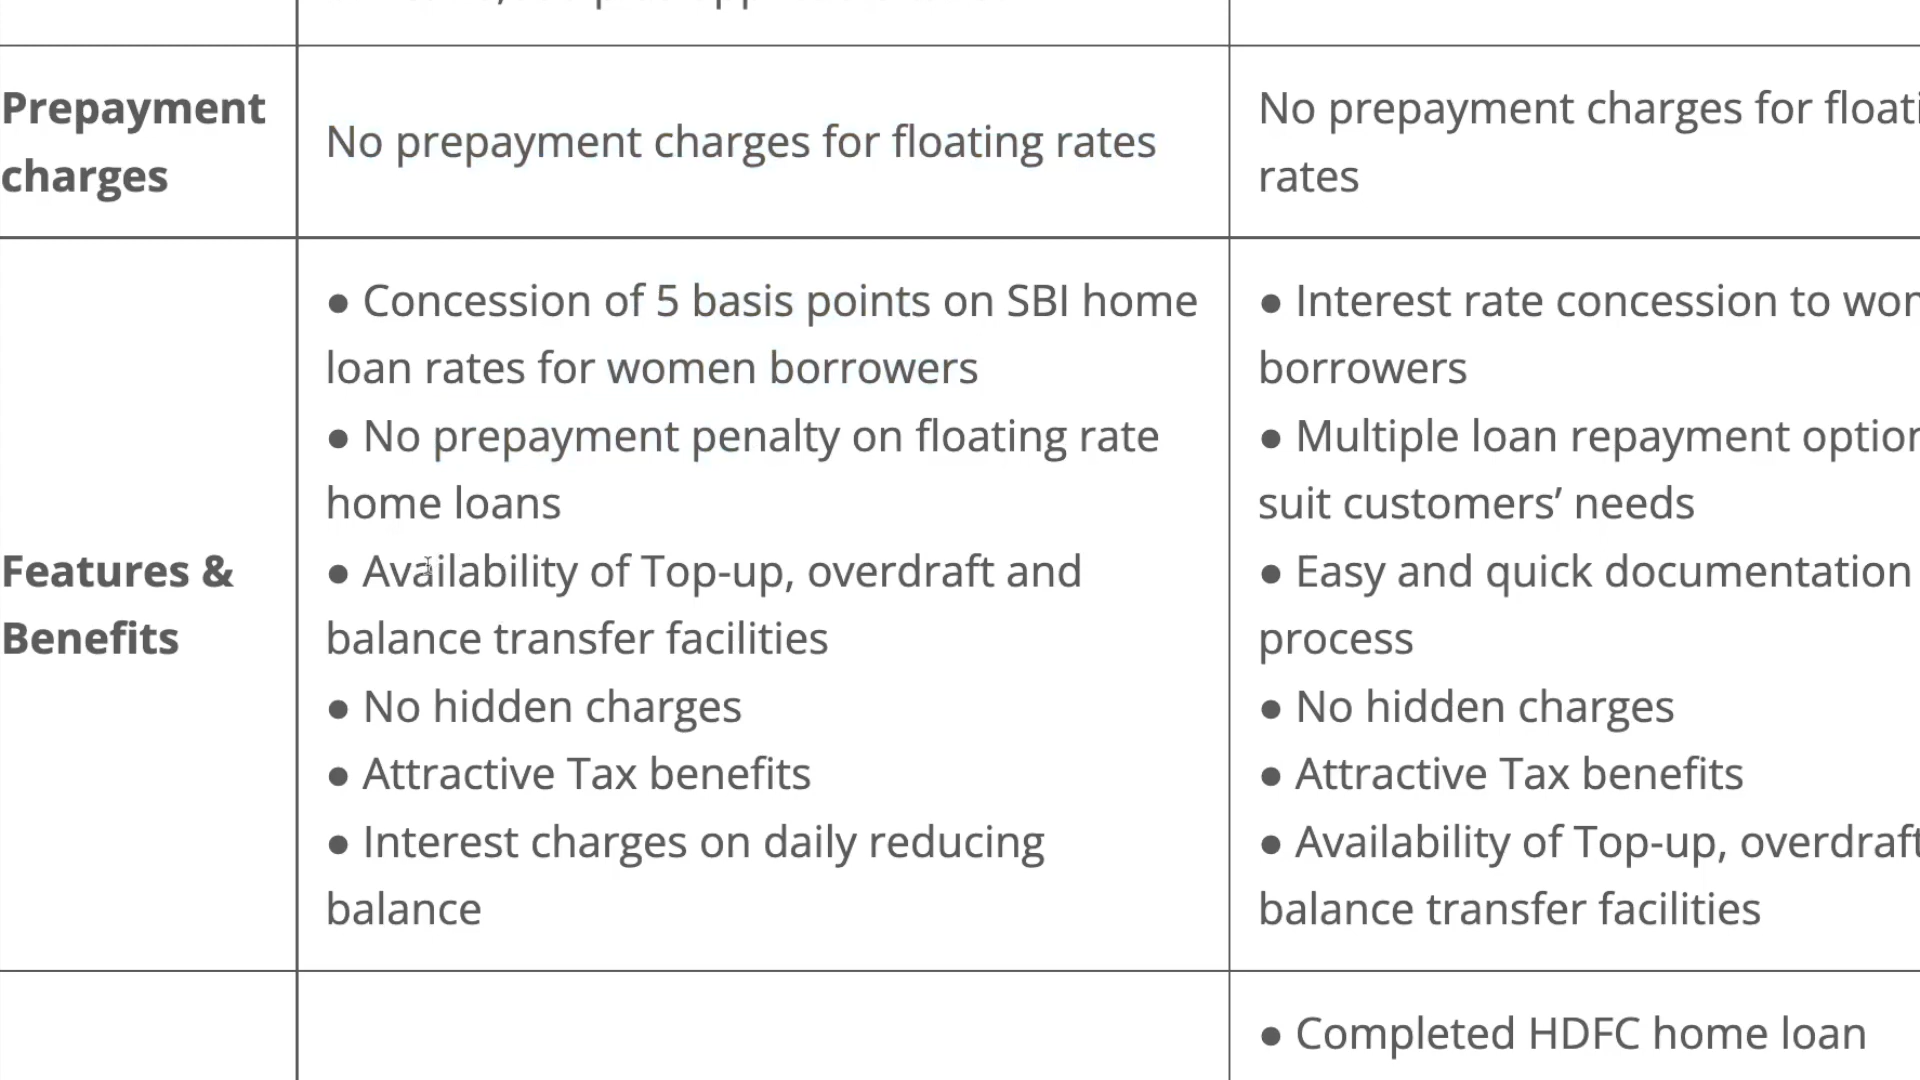 Prepayment
charges
No prepayment charges for floating rates
No prepayment charges for
rates
Features &
Benefits
● Concession of 5 basis points on SBI home
loan rates for women borrowers
● No prepayment penalty on floating rate
home loans
● Availability of Top-up, overdraft and
balance transfer facilities
● No hidden charges
● Attractive Tax benefits
● Interest charges on daily reducing
balance
● Interest rate concession to
borrowers
● Multiple loan repayment
suit customers’ needs
● Easy and quick documentation
process
● No hidden charges
● Attractive Tax benefits
● Availability of Top-up, overdraft
balance transfer facilities
● Completed HDFC home loan